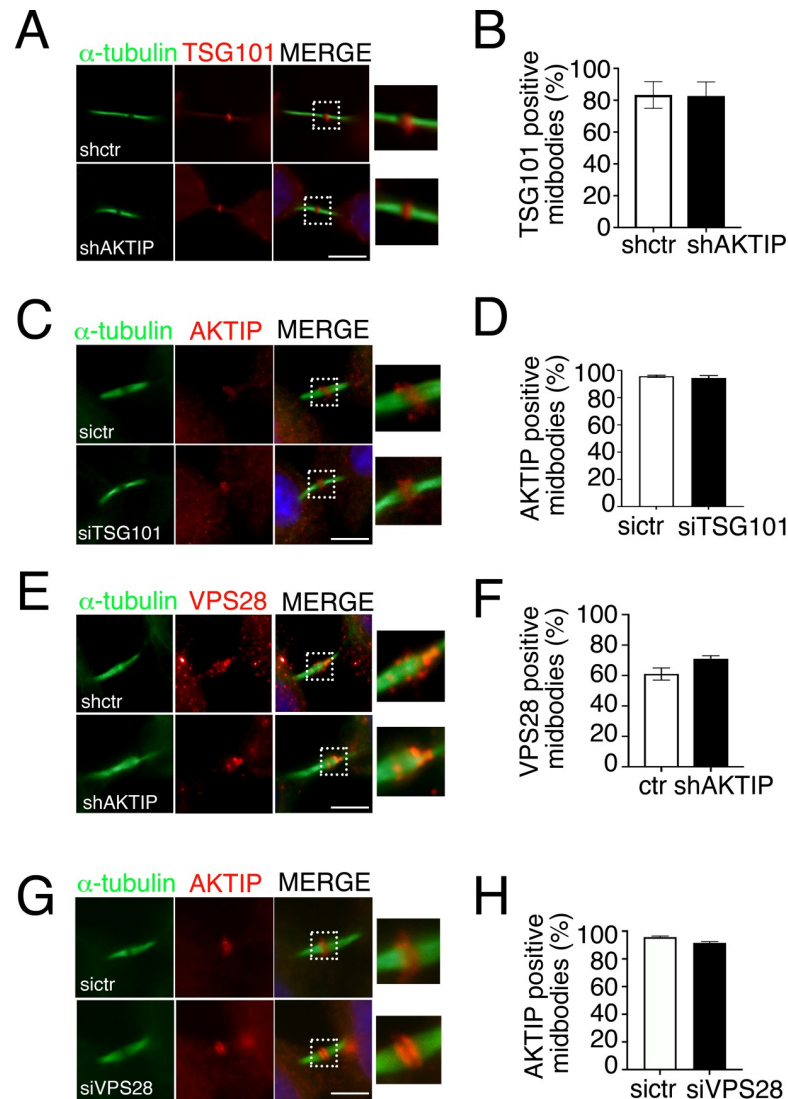 A
α-tubulin TSG101 MERGE
shctr
shAKTIP
B
TSG101 positive
midbodies (%)
100
80
60
40
20
0
shctr shAKTIP
C
α-tubulin AKTIP MERGE
sictr
siTSG101
D
AKTIP positive
midbodies (%)
100
80
60
40
20
0
sictr siTSG101
E
α-tubulin VPS28 MERGE
shctr
shAKTIP
F
VPS28 positive
midbodies (%)
100
80
60
40
20
0
ctr shAKTIP
G
α-tubulin AKTIP MERGE
sictr
siVPS28
H
AKTIP positive
midbodies (%)
100
80
60
40
20
0
sictr siVPS28